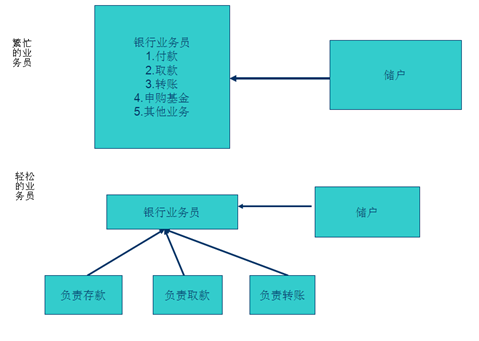 繁忙
的业
务员
银行业务员
1.付款
2.取款
3.转账
4.申购基金
5.其他业务
储户
轻松
的业
务员
银行业务员
储户
负责存款
负责取款
负责转账